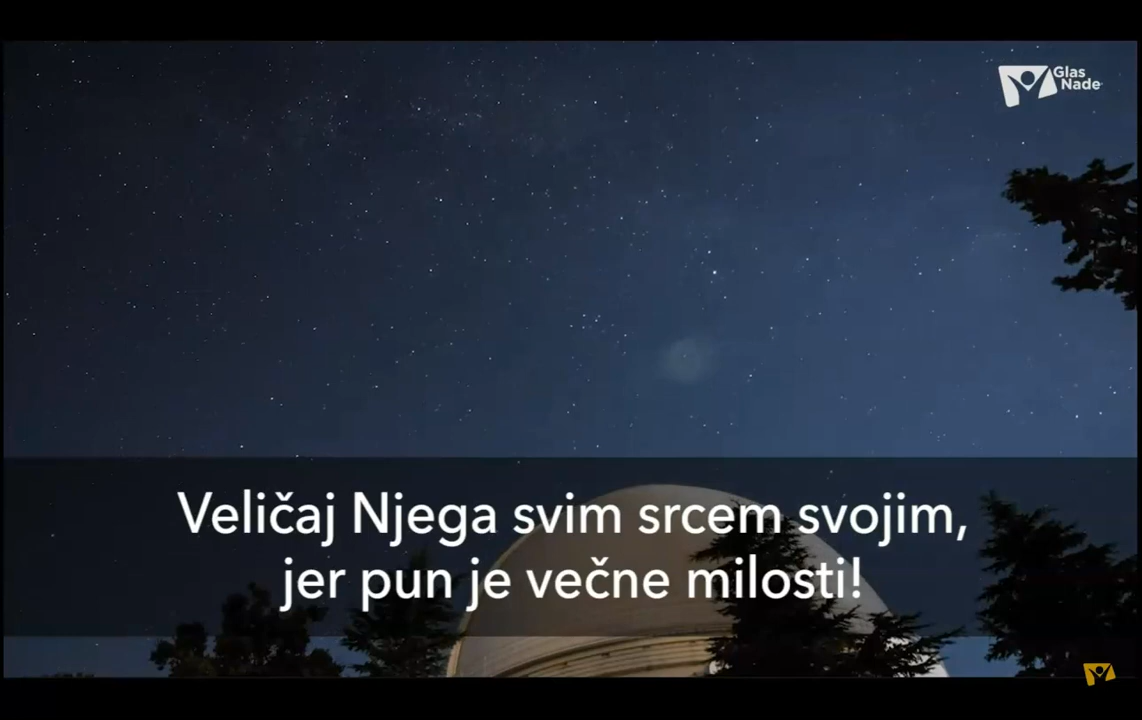 Glas
Nade
Veličaj Njega svim srcem svojim,
jer pun je večne milosti!